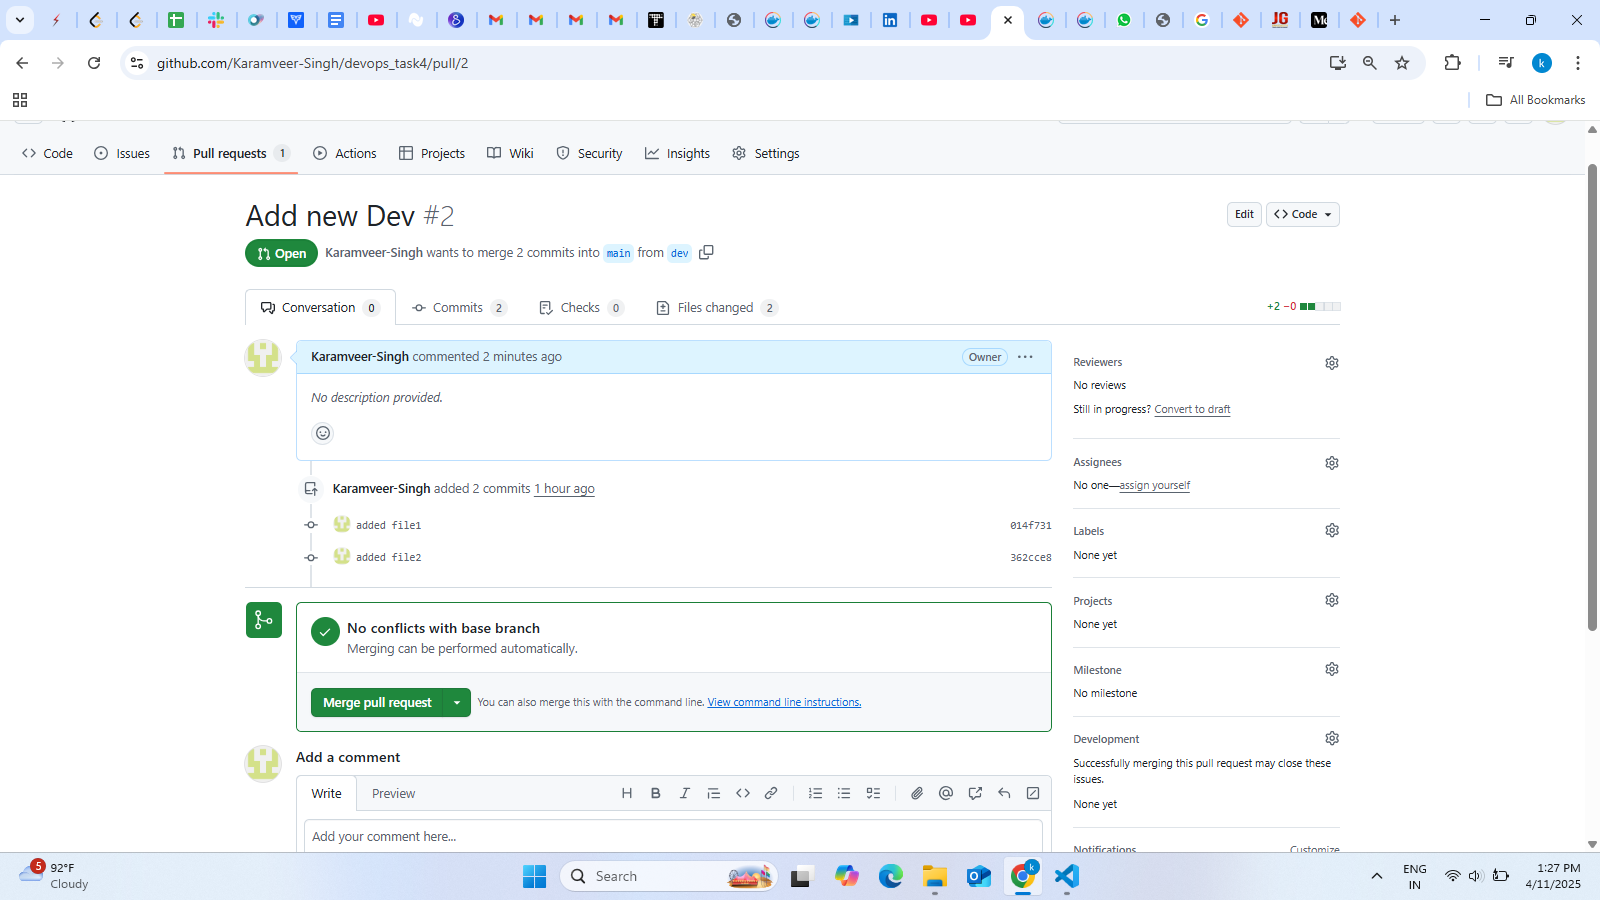 github.com/Karamveer-Singh/devops_task4/pull/2
All Bookmarks
Code
Issues
Pull requests 1
Actions
Projects
Wiki
Security
Insights
Settings
Add new Dev #2
Edit
Code
Open
Karamveer-Singh wants to merge 2 commits into main from dev
Conversation 0
Commits 2
Checks 0
Files changed 2
+2 −0
Karamveer-Singh commented 2 minutes ago
Owner
No description provided.
Karamveer-Singh added 2 commits 1 hour ago
added file1
014f731
added file2
362cce8
No conflicts with base branch
Merging can be performed automatically.
Merge pull request
You can also merge this with the command line. View command line instructions.
Add a comment
Write
Preview
Add your comment here...
Reviewers
No reviews
Still in progress? Convert to draft
Assignees
No one—assign yourself
Labels
None yet
Projects
None yet
Milestone
No milestone
Development
Successfully merging this pull request may close these
issues.
None yet
Notifications
Customize
5
92°F
Cloudy
Search
ENG
IN
1:27 PM
4/11/2025